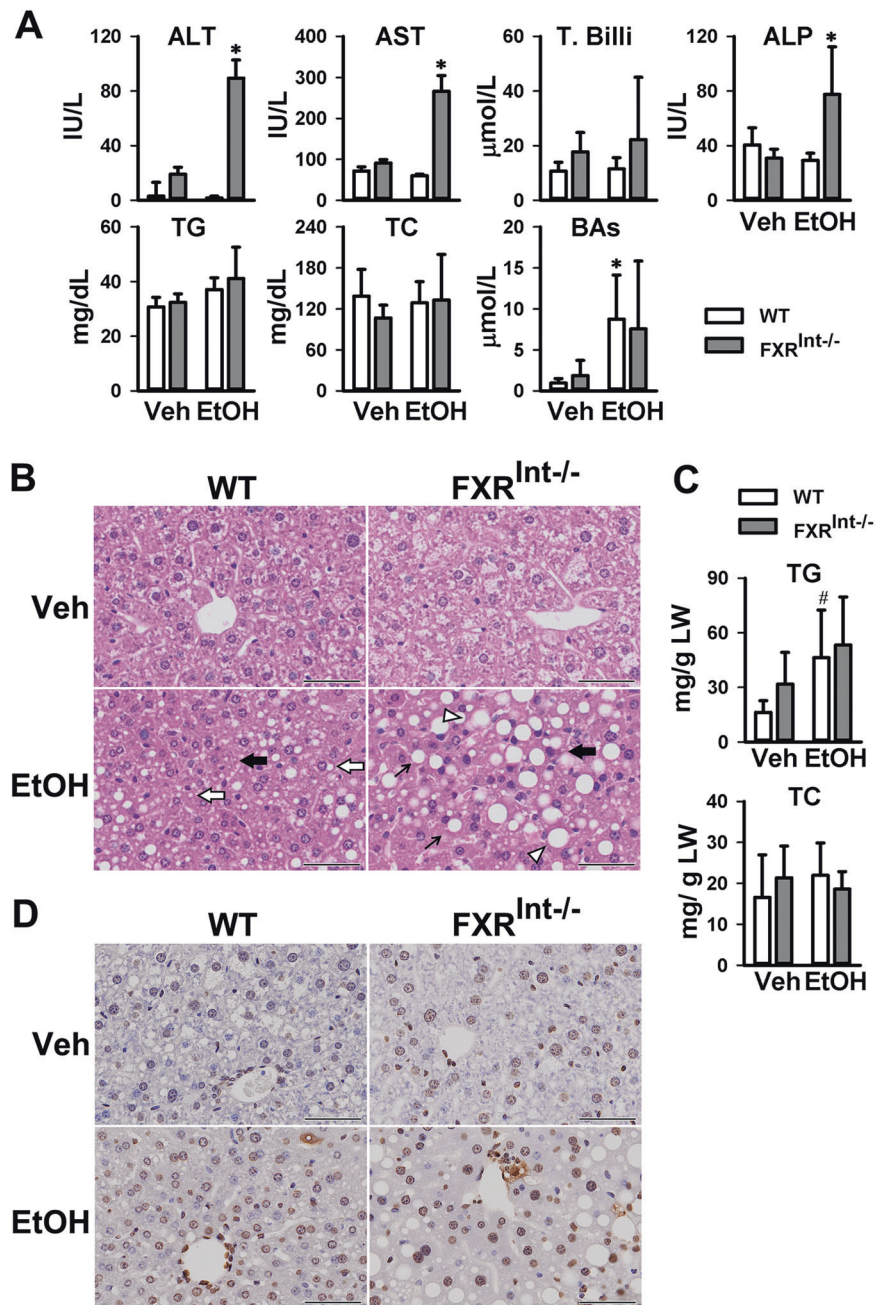 A
ALT
120
80
40
0
IU/L
*
AST
400
300
200
100
0
IU/L
*
T. Billi
60
40
20
0
µmol/L
ALP
120
80
40
0
IU/L
*
Veh EtOH
TG
60
40
20
0
mg/dL
Veh EtOH
TC
240
180
120
60
0
mg/dL
Veh EtOH
BAs
20
15
10
5
0
µmol/L
*
Veh EtOH
WT
FXRInt-/-
B
WT
FXRInt-/-
Veh
EtOH
C
WT
FXRInt-/-
TG
90
60
30
0
mg/g LW
#
Veh EtOH
TC
40
30
20
10
0
mg/ g LW
Veh EtOH
D
WT
FXRInt-/-
Veh
EtOH